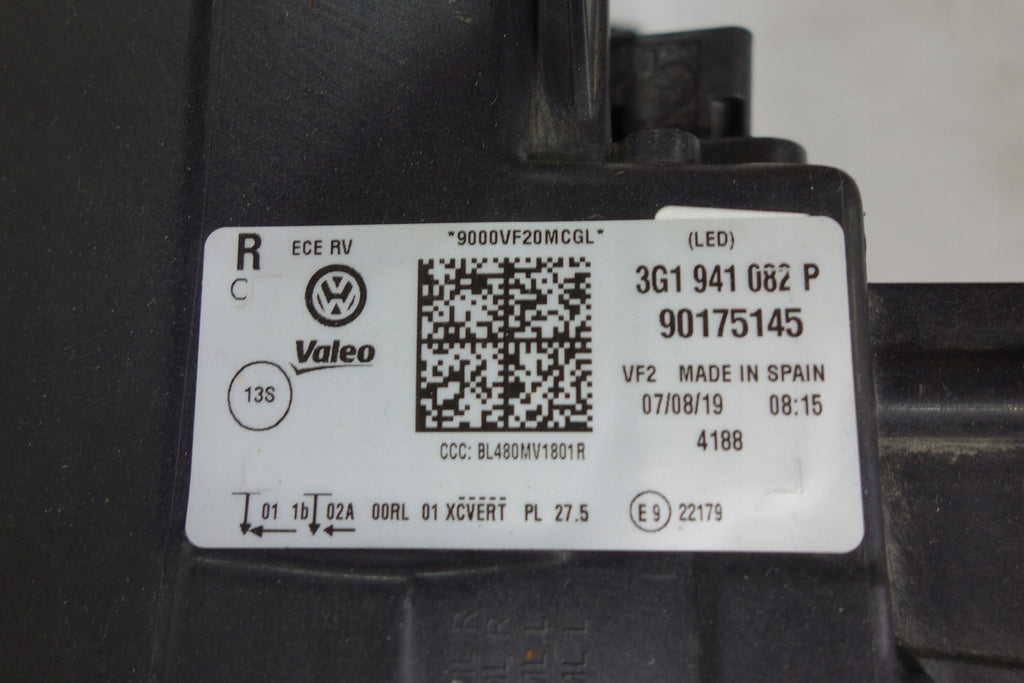 R ECE RV *9000VF20MCGL* (LED)
C
3G1 941 082 P
90175145
Valeo
13S
VF2 MADE IN SPAIN
07/08/19 08:15
4188
CCC: BL480MV1801R
01 1b 02A 00RL 01 XCVERT PL 27.5 E9 22179